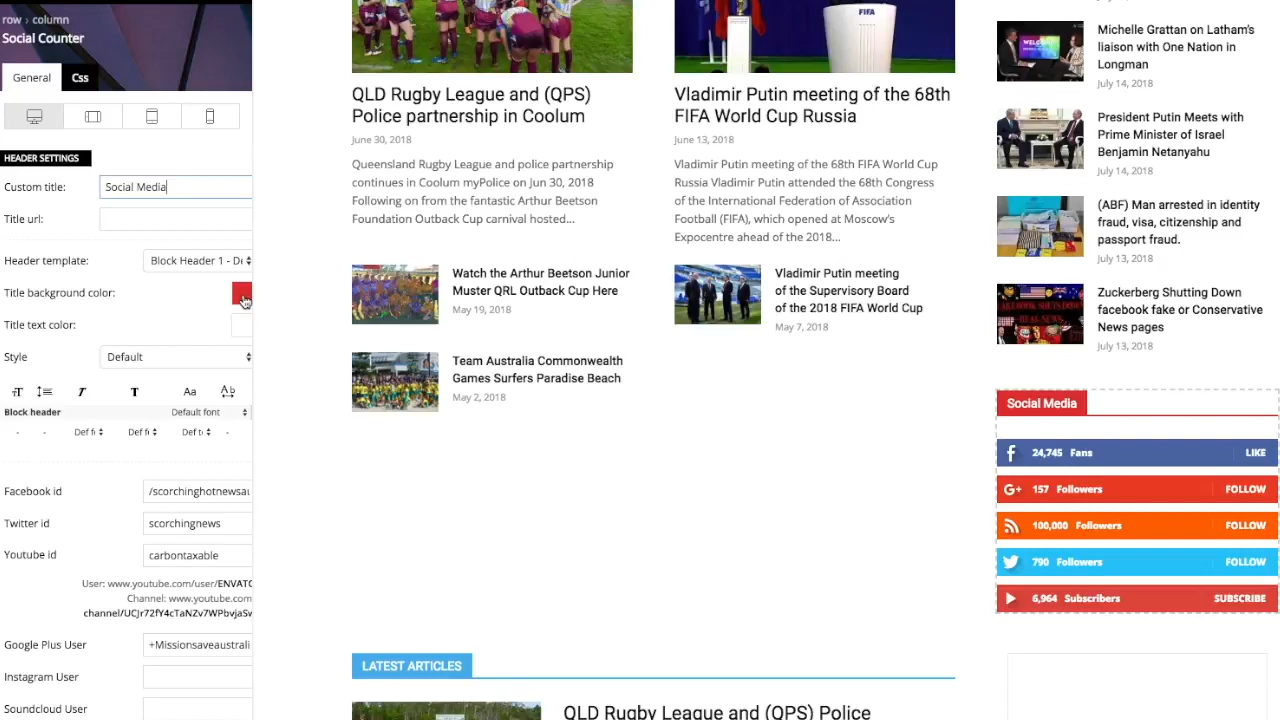 row › column
Social Counter
General
Css
HEADER SETTINGS
Custom title:
Social Media
Title url:
Header template:
Block Header 1 - De
Title background color:
Title text color:
Style
Default
Block header
Default font
Def f
Def f
Def t
Facebook id
/scorchinghotnewsau
Twitter id
scorchingnews
Youtube id
carbontaxable
User: www.youtube.com/user/ENVATO
Channel: www.youtube.com
channel/UCJr72fY4cTaNZv7WPbvjaSw
Google Plus User
+Missionsaveaustrali
Instagram User
Soundcloud User
FIFA
QLD Rugby League and (QPS)
Police partnership in Coolum
June 30, 2018
Queensland Rugby League and police partnership
continues in Coolum myPolice on Jun 30, 2018
Following on from the fantastic Arthur Beetson
Foundation Outback Cup carnival hosted...
Watch the Arthur Beetson Junior
Muster QRL Outback Cup Here
May 19, 2018
Team Australia Commonwealth
Games Surfers Paradise Beach
May 2, 2018
Vladimir Putin meeting of the 68th
FIFA World Cup Russia
June 13, 2018
Vladimir Putin meeting of the 68th FIFA World Cup
Russia Vladimir Putin attended the 68th Congress
of the International Federation of Association
Football (FIFA), which opened at Moscow's
Expocentre ahead of the 2018...
Vladimir Putin meeting
of the Supervisory Board
of the 2018 FIFA World Cup
May 7, 2018
LATEST ARTICLES
QLD Rugby League and (QPS) Police
Michelle Grattan on Latham's
liaison with One Nation in
Longman
July 14, 2018
President Putin Meets with
Prime Minister of Israel
Benjamin Netanyahu
July 14, 2018
(ABF) Man arrested in identity
fraud, visa, citizenship and
passport fraud.
July 13, 2018
Zuckerberg Shutting Down
facebook fake or Conservative
News pages
July 13, 2018
Social Media
24,745 Fans
LIKE
157 Followers
FOLLOW
100,000 Followers
FOLLOW
790 Followers
FOLLOW
6,964 Subscribers
SUBSCRIBE